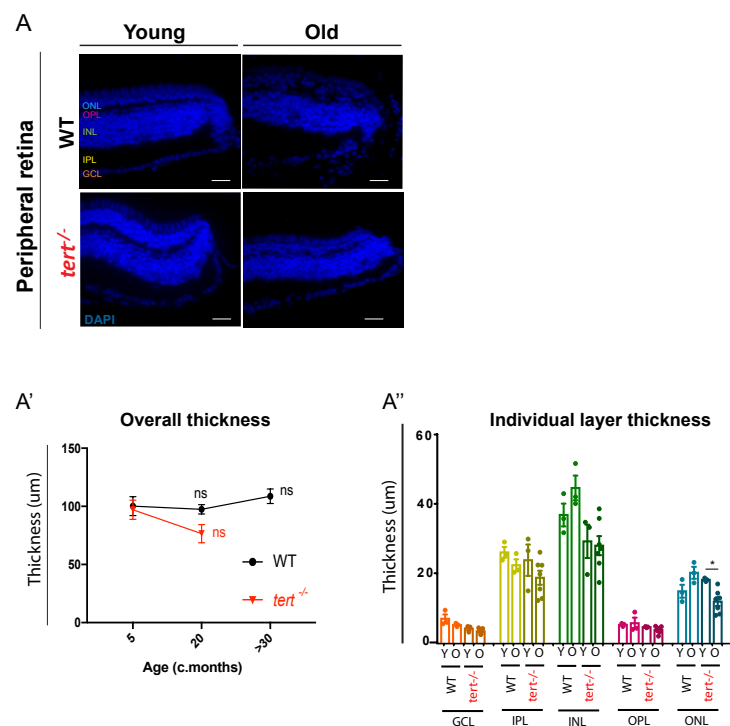 A
Young Old
Peripheral retina
WT
ONL
OPL
INL
IPL
GCL
tert-/-
DAPI
A'
Overall thickness
Thickness (um)
150
100
50
0
ns
ns
ns
WT
tert -/-
5 20 >30
Age (c.months)
A''
Individual layer thickness
Thickness (um)
60
40
20
0
*
Y O Y O Y O Y O Y O Y O Y O Y O Y O Y O
WT tert-/- WT tert-/- WT tert-/- WT tert-/- WT tert-/-
GCL IPL INL OPL ONL